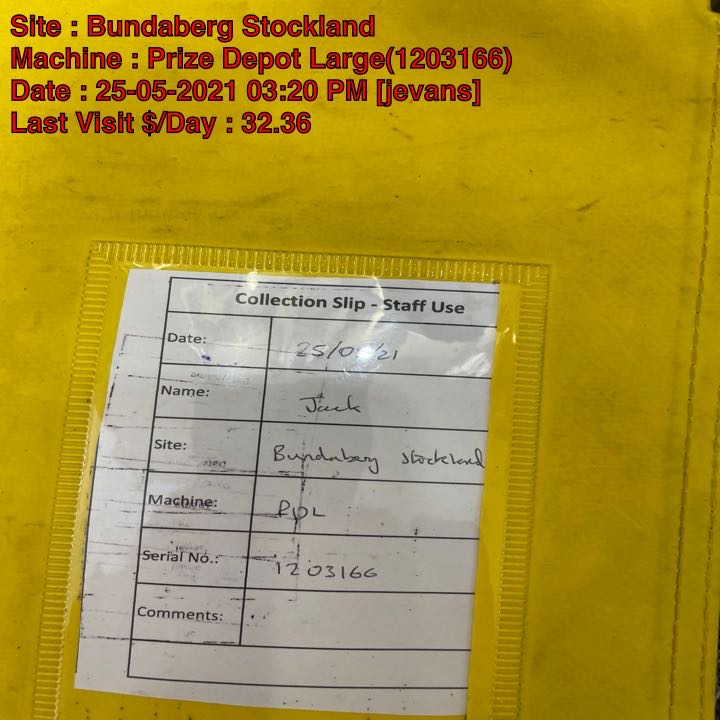 Site : Bundaberg Stockland
Machine : Prize Depot Large(1203166)
Date : 25-05-2021 03:20 PM [jevans]
Last Visit $/Day : 32.36
Collection Slip - Staff Use
Date: 25/05/21
Name: Jack
Site: Bundaberg Stockland
Machine: PDL
Serial No.: 1203166
Comments: